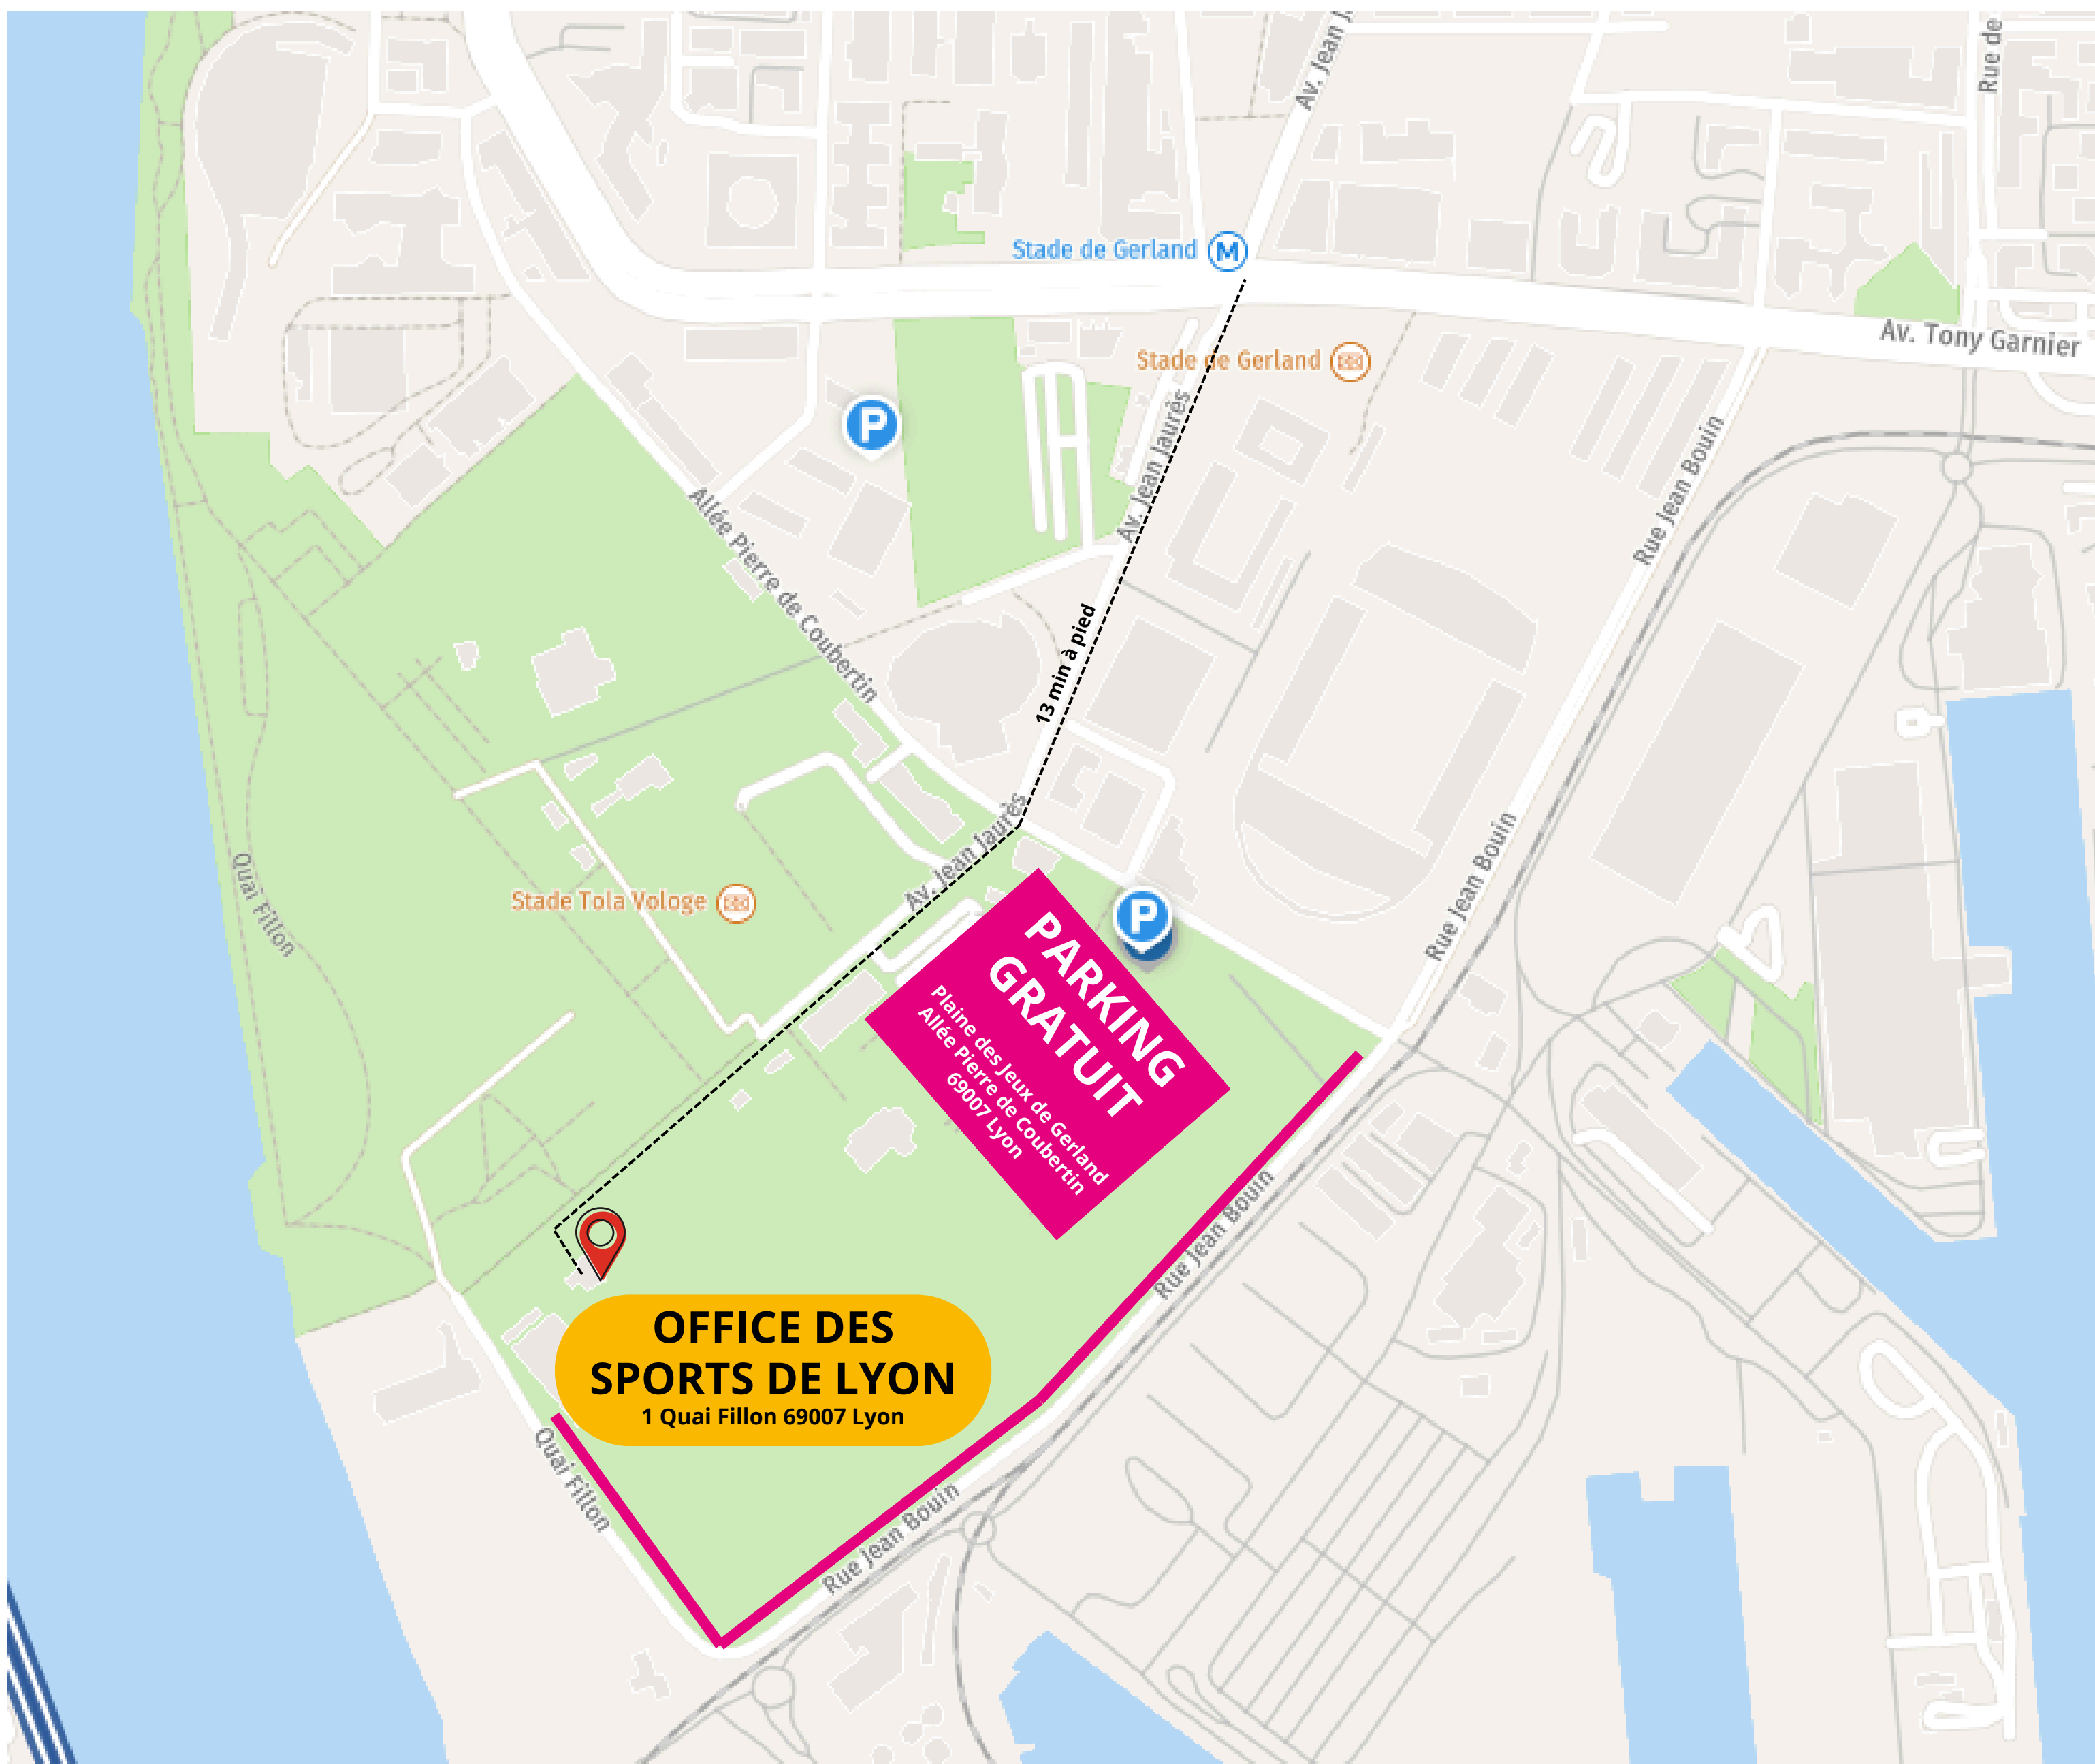 Av. Jean J
Rue de
Stade de Gerland M
Av. Tony Garnier
Stade de Gerland
P
Av. Jean Jaurès
Rue Jean Bouin
Allée Pierre de Coubertin
13 min à pied
Av. Jean Jaurès
Rue Jean Bouin
Quai Fillon
Stade Tola Vologe
P
PARKING
GRATUIT
Plaine des Jeux de Gerland
Allée Pierre de Coubertin
69007 Lyon
Rue Jean Bouin
OFFICE DES
SPORTS DE LYON
1 Quai Fillon 69007 Lyon
Quai Fillon
Rue Jean Bouin